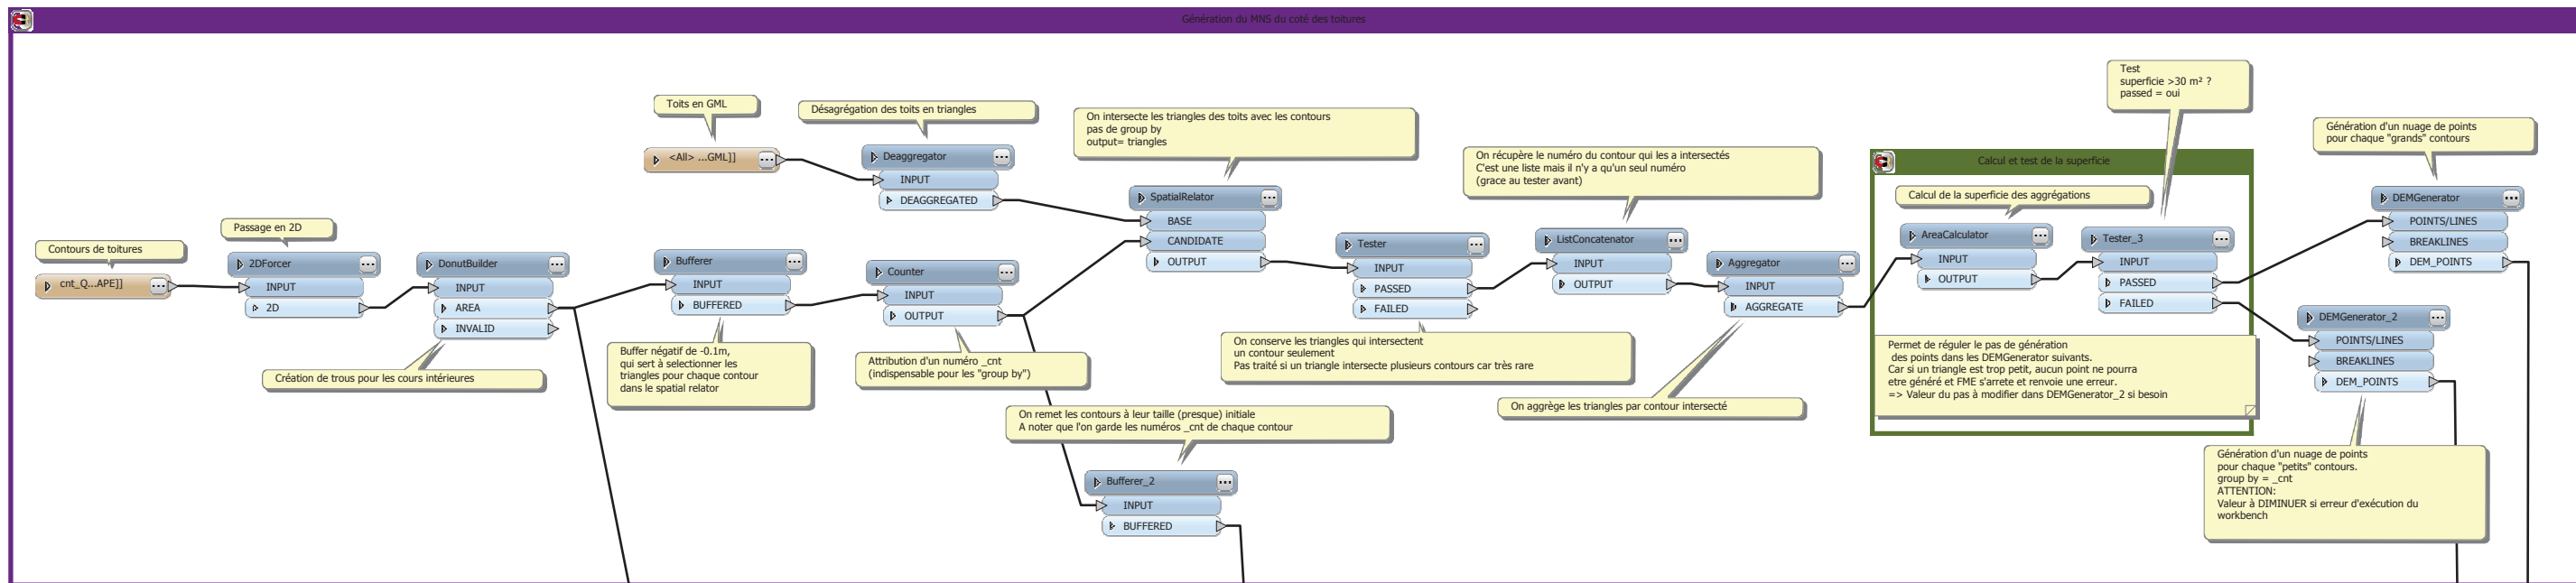 Génération du MNS du coté des toitures
Contours de toitures
cnt_Q...APE]]
Passage en 2D
2DForcer
INPUT
2D
DonutBuilder
INPUT
AREA
INVALID
Création de trous pour les cours intérieures
Toits en GML
<All> ...GML]]
Désagrégation des toits en triangles
Deaggregator
INPUT
DEAGGREGATED
Bufferer
INPUT
BUFFERED
Buffer négatif de -0.1m,
qui sert à selectionner les
triangles pour chaque contour
dans le spatial relator
Counter
INPUT
OUTPUT
Attribution d'un numéro _cnt
(indispensable pour les "group by")
On intersecte les triangles des toits avec les contours
pas de group by
output= triangles
SpatialRelator
BASE
CANDIDATE
OUTPUT
On remet les contours à leur taille (presque) initiale
A noter que l'on garde les numéros _cnt de chaque contour
Bufferer_2
INPUT
BUFFERED
Tester
INPUT
PASSED
FAILED
On conserve les triangles qui intersectent
un contour seulement
Pas traité si un triangle intersecte plusieurs contours car très rare
On récupère le numéro du contour qui les a intersectés
C'est une liste mais il n'y a qu'un seul numéro
(grace au tester avant)
ListConcatenator
INPUT
OUTPUT
Aggregator
INPUT
AGGREGATE
On aggrège les triangles par contour intersecté
Calcul et test de la superficie
Calcul de la superficie des aggrégations
AreaCalculator
INPUT
OUTPUT
Test
superficie >30 m² ?
passed = oui
Tester_3
INPUT
PASSED
FAILED
Permet de réguler le pas de génération
des points dans les DEMGenerator suivants.
Car si un triangle est trop petit, aucun point ne pourra
etre généré et FME s'arrete et renvoie une erreur.
=> Valeur du pas à modifier dans DEMGenerator_2 si besoin
Génération d'un nuage de points
pour chaque "grands" contours
DEMGenerator
POINTS/LINES
BREAKLINES
DEM_POINTS
DEMGenerator_2
POINTS/LINES
BREAKLINES
DEM_POINTS
Génération d'un nuage de points
pour chaque "petits" contours.
group by = _cnt
ATTENTION:
Valeur à DIMINUER si erreur d'exécution du
workbench